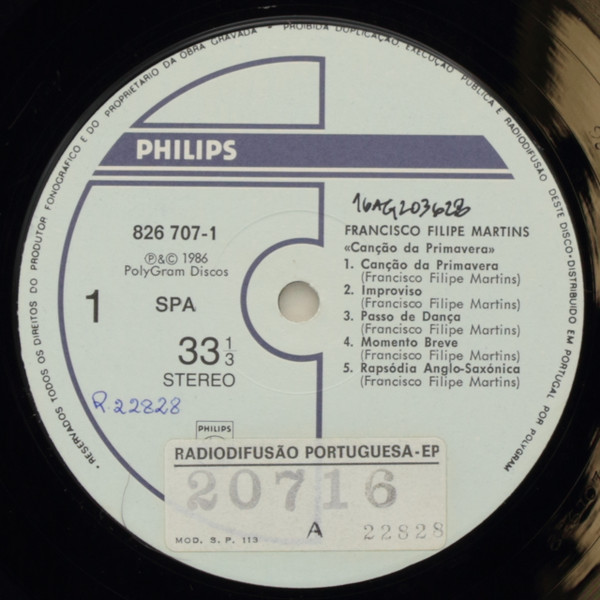 • RESERVADOS TODOS OS DIREITOS DO PRODUTOR FONOGRÁFICO E DO PROPRIETÁRIO DA OBRA GRAVADA • PROIBIDA DUPLICAÇÃO, EXECUÇÃO PÚBLICA E RADIODIFUSÃO DESTE DISCO • DISTRIBUIDO EM PORTUGAL POR POLYGRAM
PHILIPS
16AG203628
826 707-1
Ⓟ&© 1986
PolyGram Discos
1 SPA
33 1/3
STEREO
R.22828
FRANCISCO FILIPE MARTINS
«Canção da Primavera»
1. Canção da Primavera
(Francisco Filipe Martins)
2. Improviso
(Francisco Filipe Martins)
3. Passo de Dança
(Francisco Filipe Martins)
4. Momento Breve
(Francisco Filipe Martins)
5. Rapsódia Anglo-Saxónica
(Francisco Filipe Martins)
PHILIPS
RADIODIFUSÃO PORTUGUESA-EP
20716
A 22828
MOD. S. P. 113